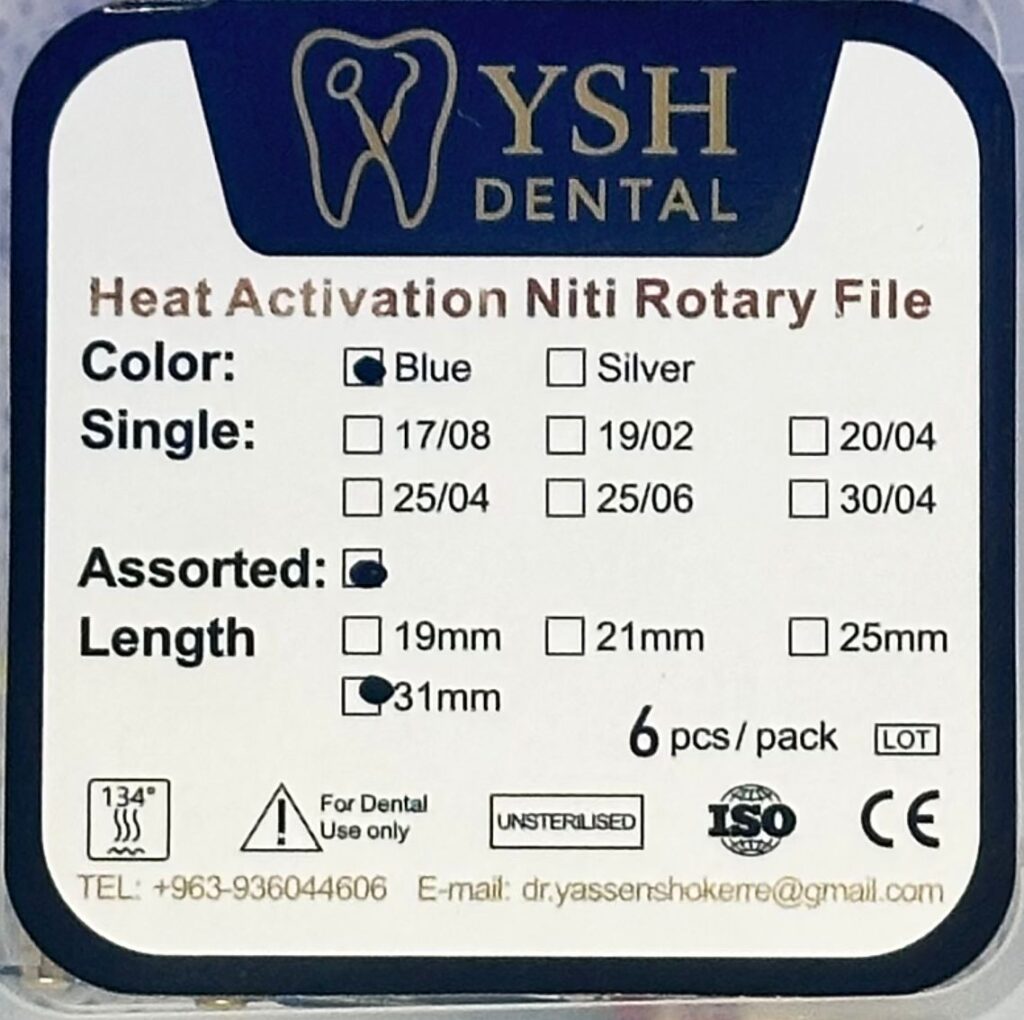 YSH
DENTAL
Heat Activation Niti Rotary File
Color: Blue Silver
Single: 17/08 19/02 20/04
25/04 25/06 30/04
Assorted:
Length 19mm 21mm 25mm
31mm
6 pcs/ pack LOT
134°
For Dental
Use only
UNSTERILISED
ISO
CE
TEL: +963-936044606 E-mail: dr.yassenshokerre@gmail.com